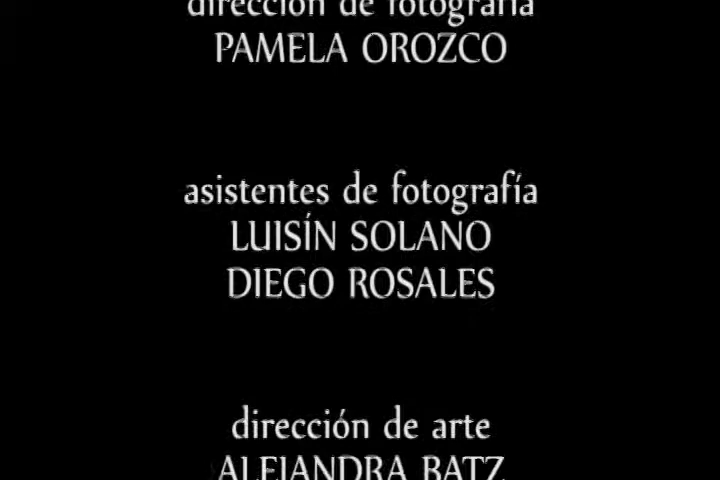 dirección de fotografía
PAMELA OROZCO
asistentes de fotografía
LUISÍN SOLANO
DIEGO ROSALES
dirección de arte
ALEJANDRA BATZ